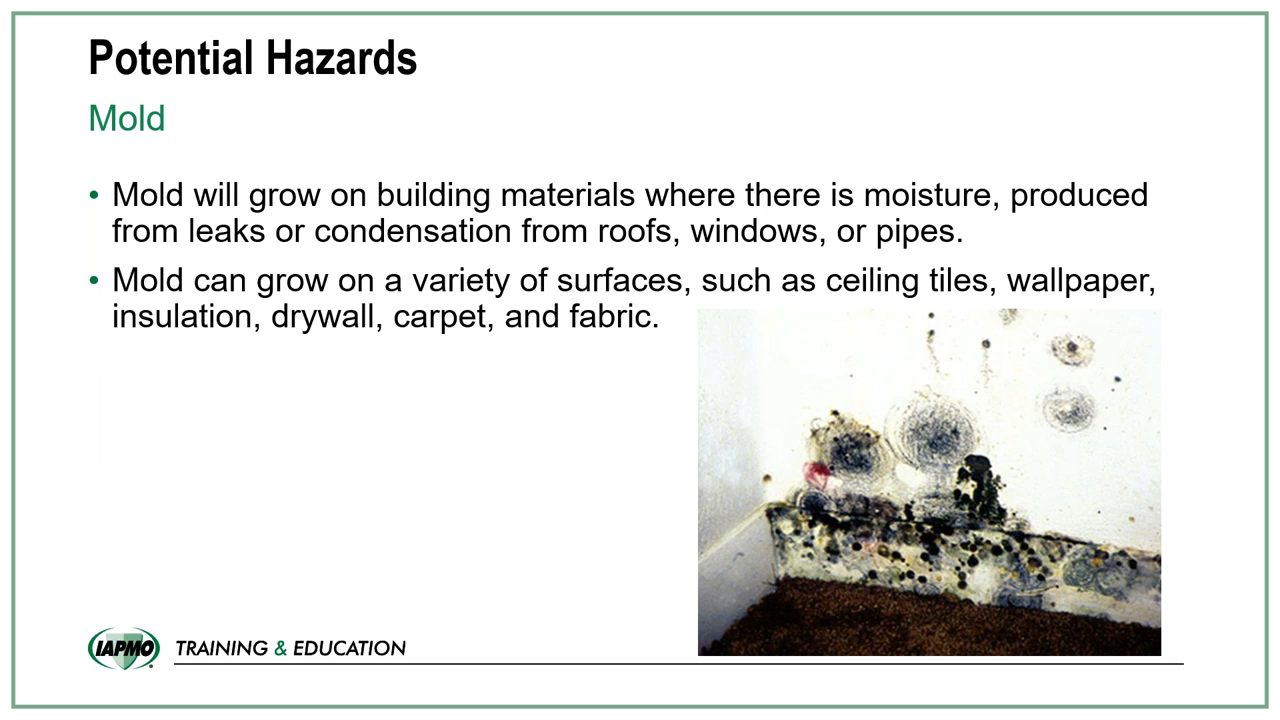 Potential Hazards
Mold
• Mold will grow on building materials where there is moisture, produced
from leaks or condensation from roofs, windows, or pipes.
• Mold can grow on a variety of surfaces, such as ceiling tiles, wallpaper,
insulation, drywall, carpet, and fabric.
IAPMO TRAINING & EDUCATION